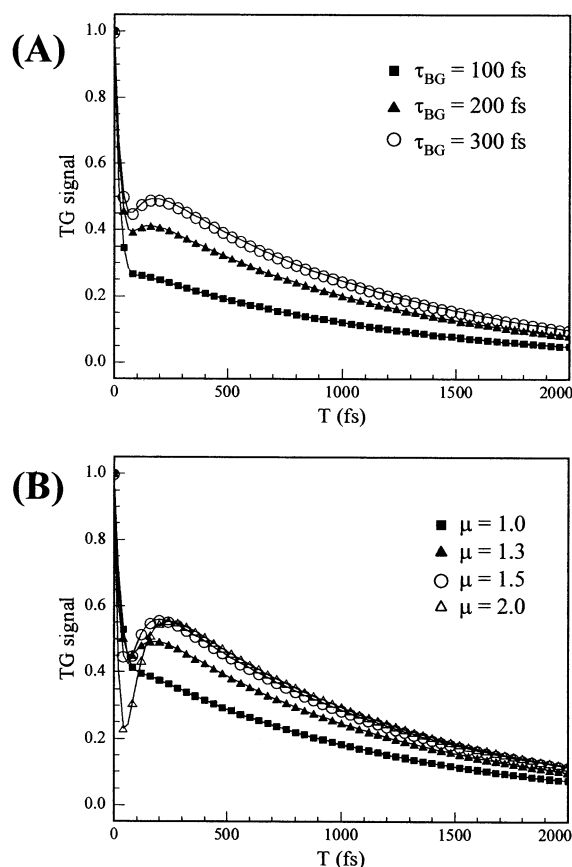 (A)
1.0
0.8
0.6
0.4
0.2
0.0
TG signal
■ τBG = 100 fs
▲ τBG = 200 fs
○ τBG = 300 fs
0 500 1000 1500 2000
T (fs)
(B)
1.0
0.8
0.6
0.4
0.2
0.0
TG signal
■ μ = 1.0
▲ μ = 1.3
○ μ = 1.5
△ μ = 2.0
0 500 1000 1500 2000
T (fs)